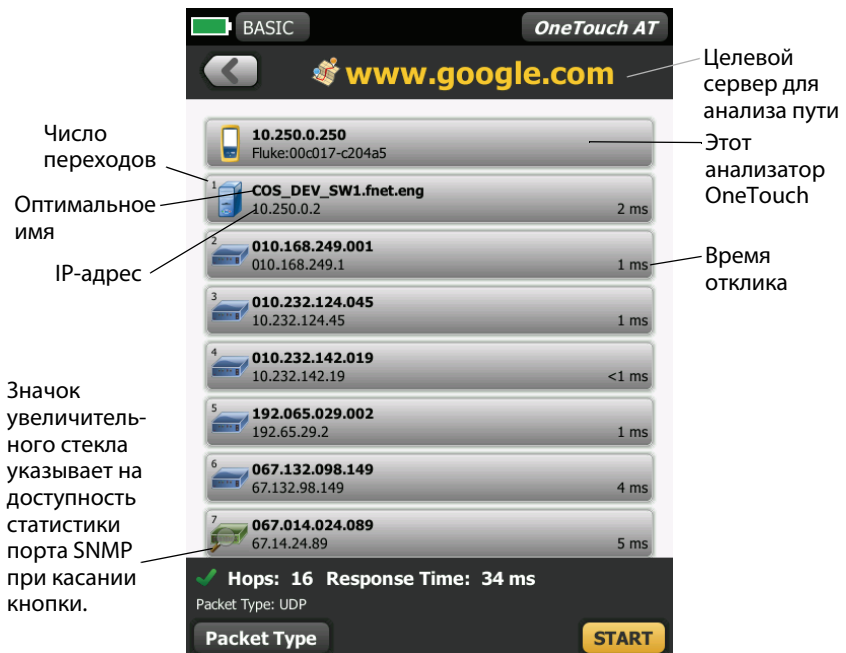 BASIC
OneTouch AT
www.google.com
Целевой
сервер для
анализа пути
Число
переходов
10.250.0.250
Fluke:00c017-c204a5
Этот
анализатор
OneTouch
Оптимальное
имя
1
COS_DEV_SW1.fnet.eng
10.250.0.2
2 ms
IP-адрес
2
010.168.249.001
010.168.249.1
1 ms
Время
отклика
3
010.232.124.045
10.232.124.45
1 ms
4
010.232.142.019
10.232.142.19
<1 ms
Значок
увеличитель-
ного стекла
указывает на
доступность
статистики
порта SNMP
при касании
кнопки.
5
192.065.029.002
192.65.29.2
1 ms
6
067.132.098.149
67.132.98.149
4 ms
7
067.014.024.089
67.14.24.89
5 ms
Hops: 16 Response Time: 34 ms
Packet Type: UDP
Packet Type
START